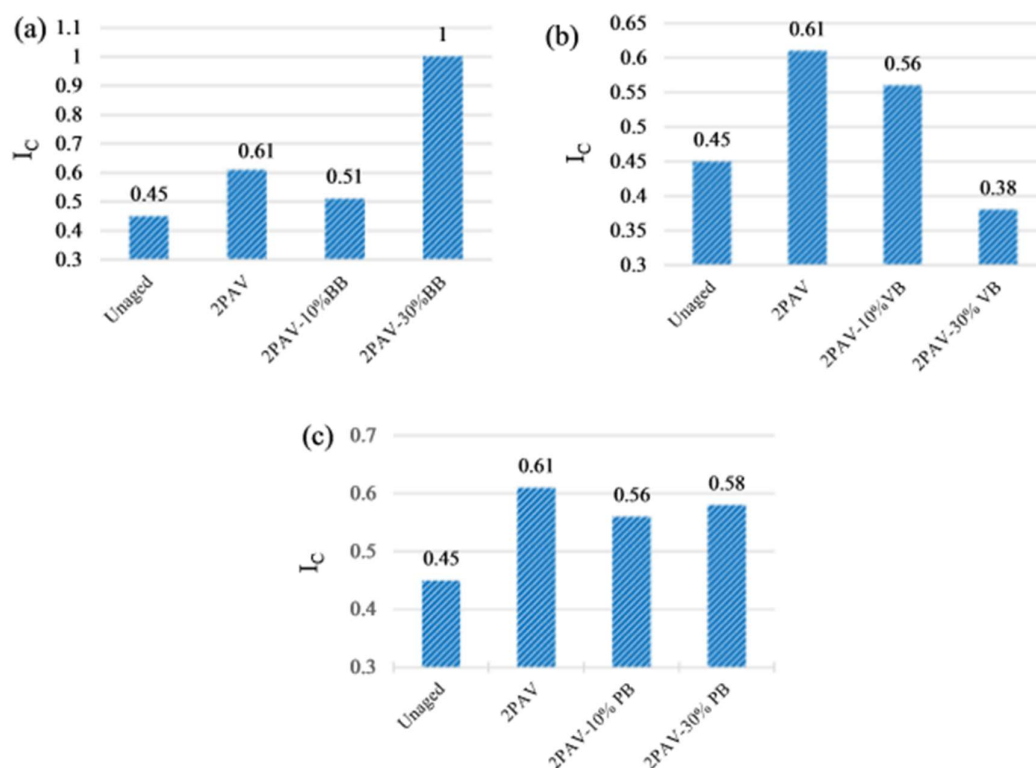 (a)
1.1
1
0.9
0.8
0.7
0.6
0.5
0.4
0.3
I_C
0.45
0.61
0.51
1
Unaged
2PAV
2PAV-10%BB
2PAV-30%BB
(b)
0.65
0.6
0.55
0.5
0.45
0.4
0.35
0.3
I_C
0.45
0.61
0.56
0.38
Unaged
2PAV
2PAV-10%VB
2PAV-30% VB
(c)
0.7
0.6
0.5
0.4
0.3
I_C
0.45
0.61
0.56
0.58
Unaged
2PAV
2PAV-10% PB
2PAV-30% PB